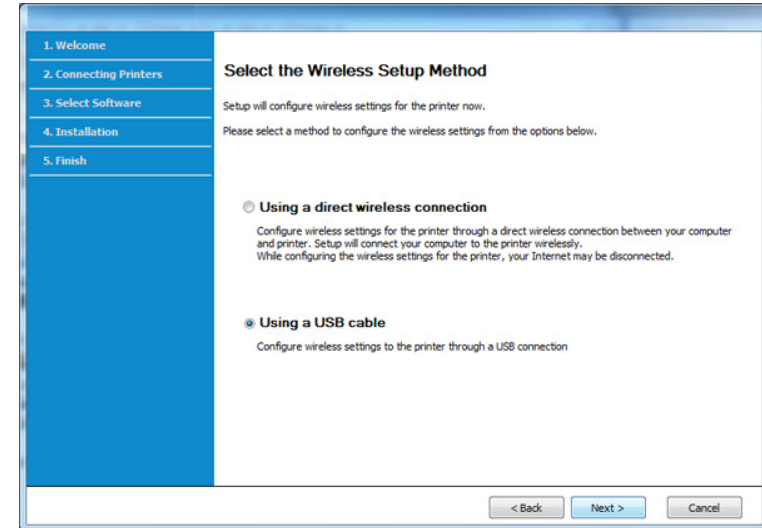 1. Welcome
2. Connecting Printers
3. Select Software
4. Installation
5. Finish
Select the Wireless Setup Method
Setup will configure wireless settings for the printer now.
Please select a method to configure the wireless settings from the options below.
Using a direct wireless connection
Configure wireless settings for the printer through a direct wireless connection between your computer
and printer. Setup will connect your computer to the printer wirelessly.
While configuring the wireless settings for the printer, your Internet may be disconnected.
Using a USB cable
Configure wireless settings to the printer through a USB connection
< Back Next > Cancel